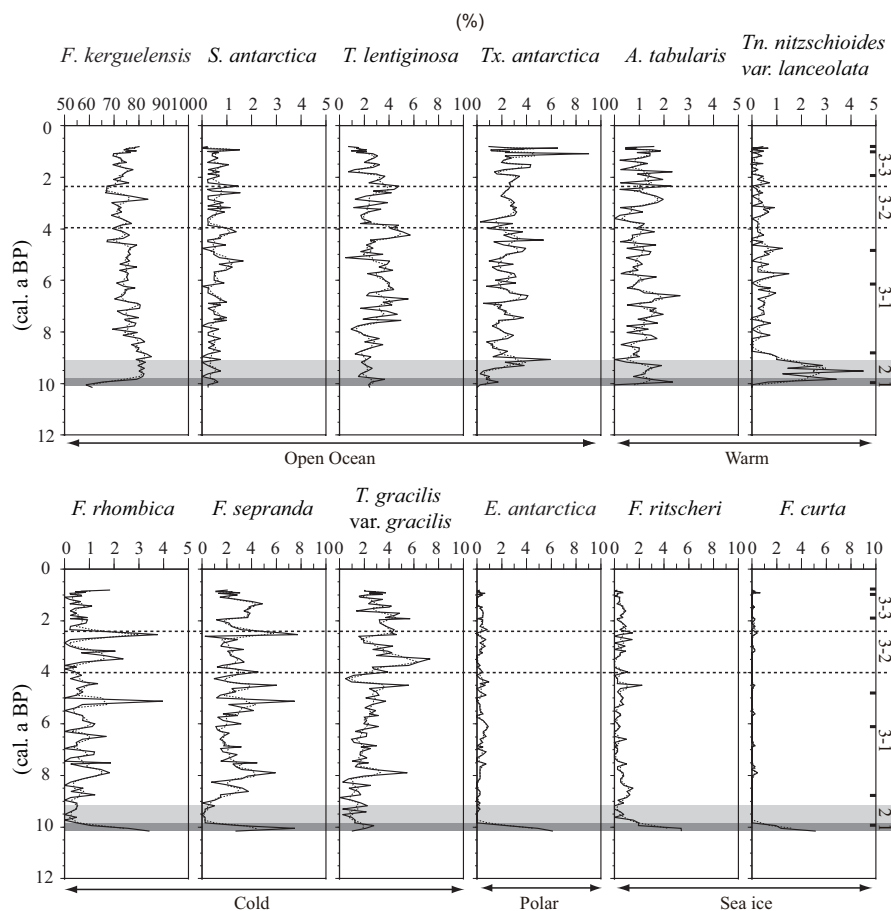 (%)
F. kerguelensis S. antarctica T. lentiginosa Tx. antarctica A. tabularis Tn. nitzschioides
var. lanceolata
50 60 70 80 90 100 0 1 2 3 4 5 0 2 4 6 8 10 0 2 4 6 8 10 0 1 2 3 4 5 0 1 2 3 4 5
0
2
4
6
8
10
12
(cal. a BP)
3-3
3-2
3-1
2
1
Open Ocean Warm
F. rhombica F. sepranda T. gracilis
var. gracilis E. antarctica F. ritscheri F. curta
0 1 2 3 4 5 0 2 4 6 8 10 0 2 4 6 8 10 0 2 4 6 8 10 0 2 4 6 8 10 0 2 4 6 8 10
0
2
4
6
8
10
12
(cal. a BP)
3-3
3-2
3-1
2
1
Cold Polar Sea ice